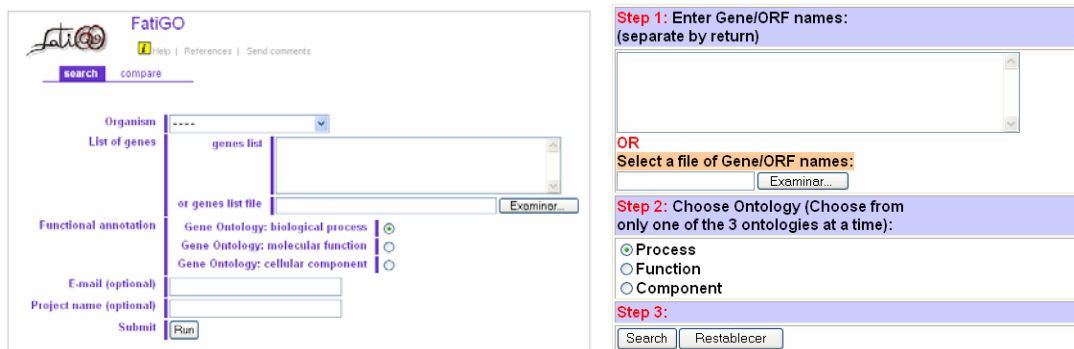 FatiGO
fatiGO
Help | References | Send comments
search compare
Organism ----
List of genes genes list
or genes list file Examinar...
Functional annotation Gene Ontology: biological process
Gene Ontology: molecular function
Gene Ontology: cellular component
E-mail (optional)
Project name (optional)
Submit Run
Step 1: Enter Gene/ORF names:
(separate by return)
OR
Select a file of Gene/ORF names:
Examinar...
Step 2: Choose Ontology (Choose from
only one of the 3 ontologies at a time):
Process
Function
Component
Step 3:
Search Restablecer